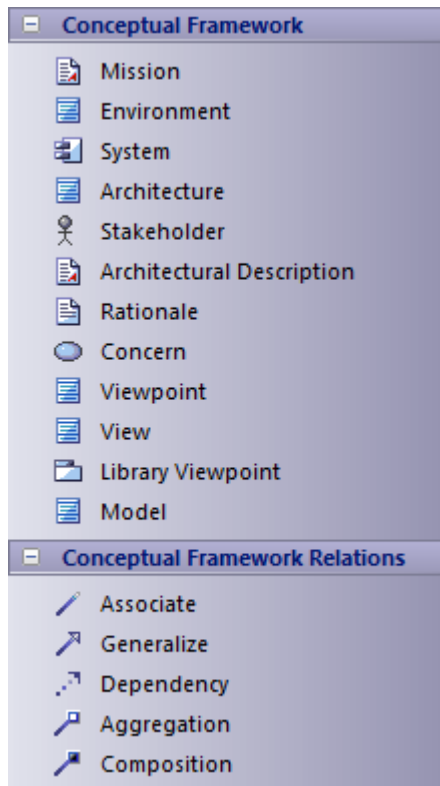 Conceptual Framework
Mission
Environment
System
Architecture
Stakeholder
Architectural Description
Rationale
Concern
Viewpoint
View
Library Viewpoint
Model
Conceptual Framework Relations
Associate
Generalize
Dependency
Aggregation
Composition